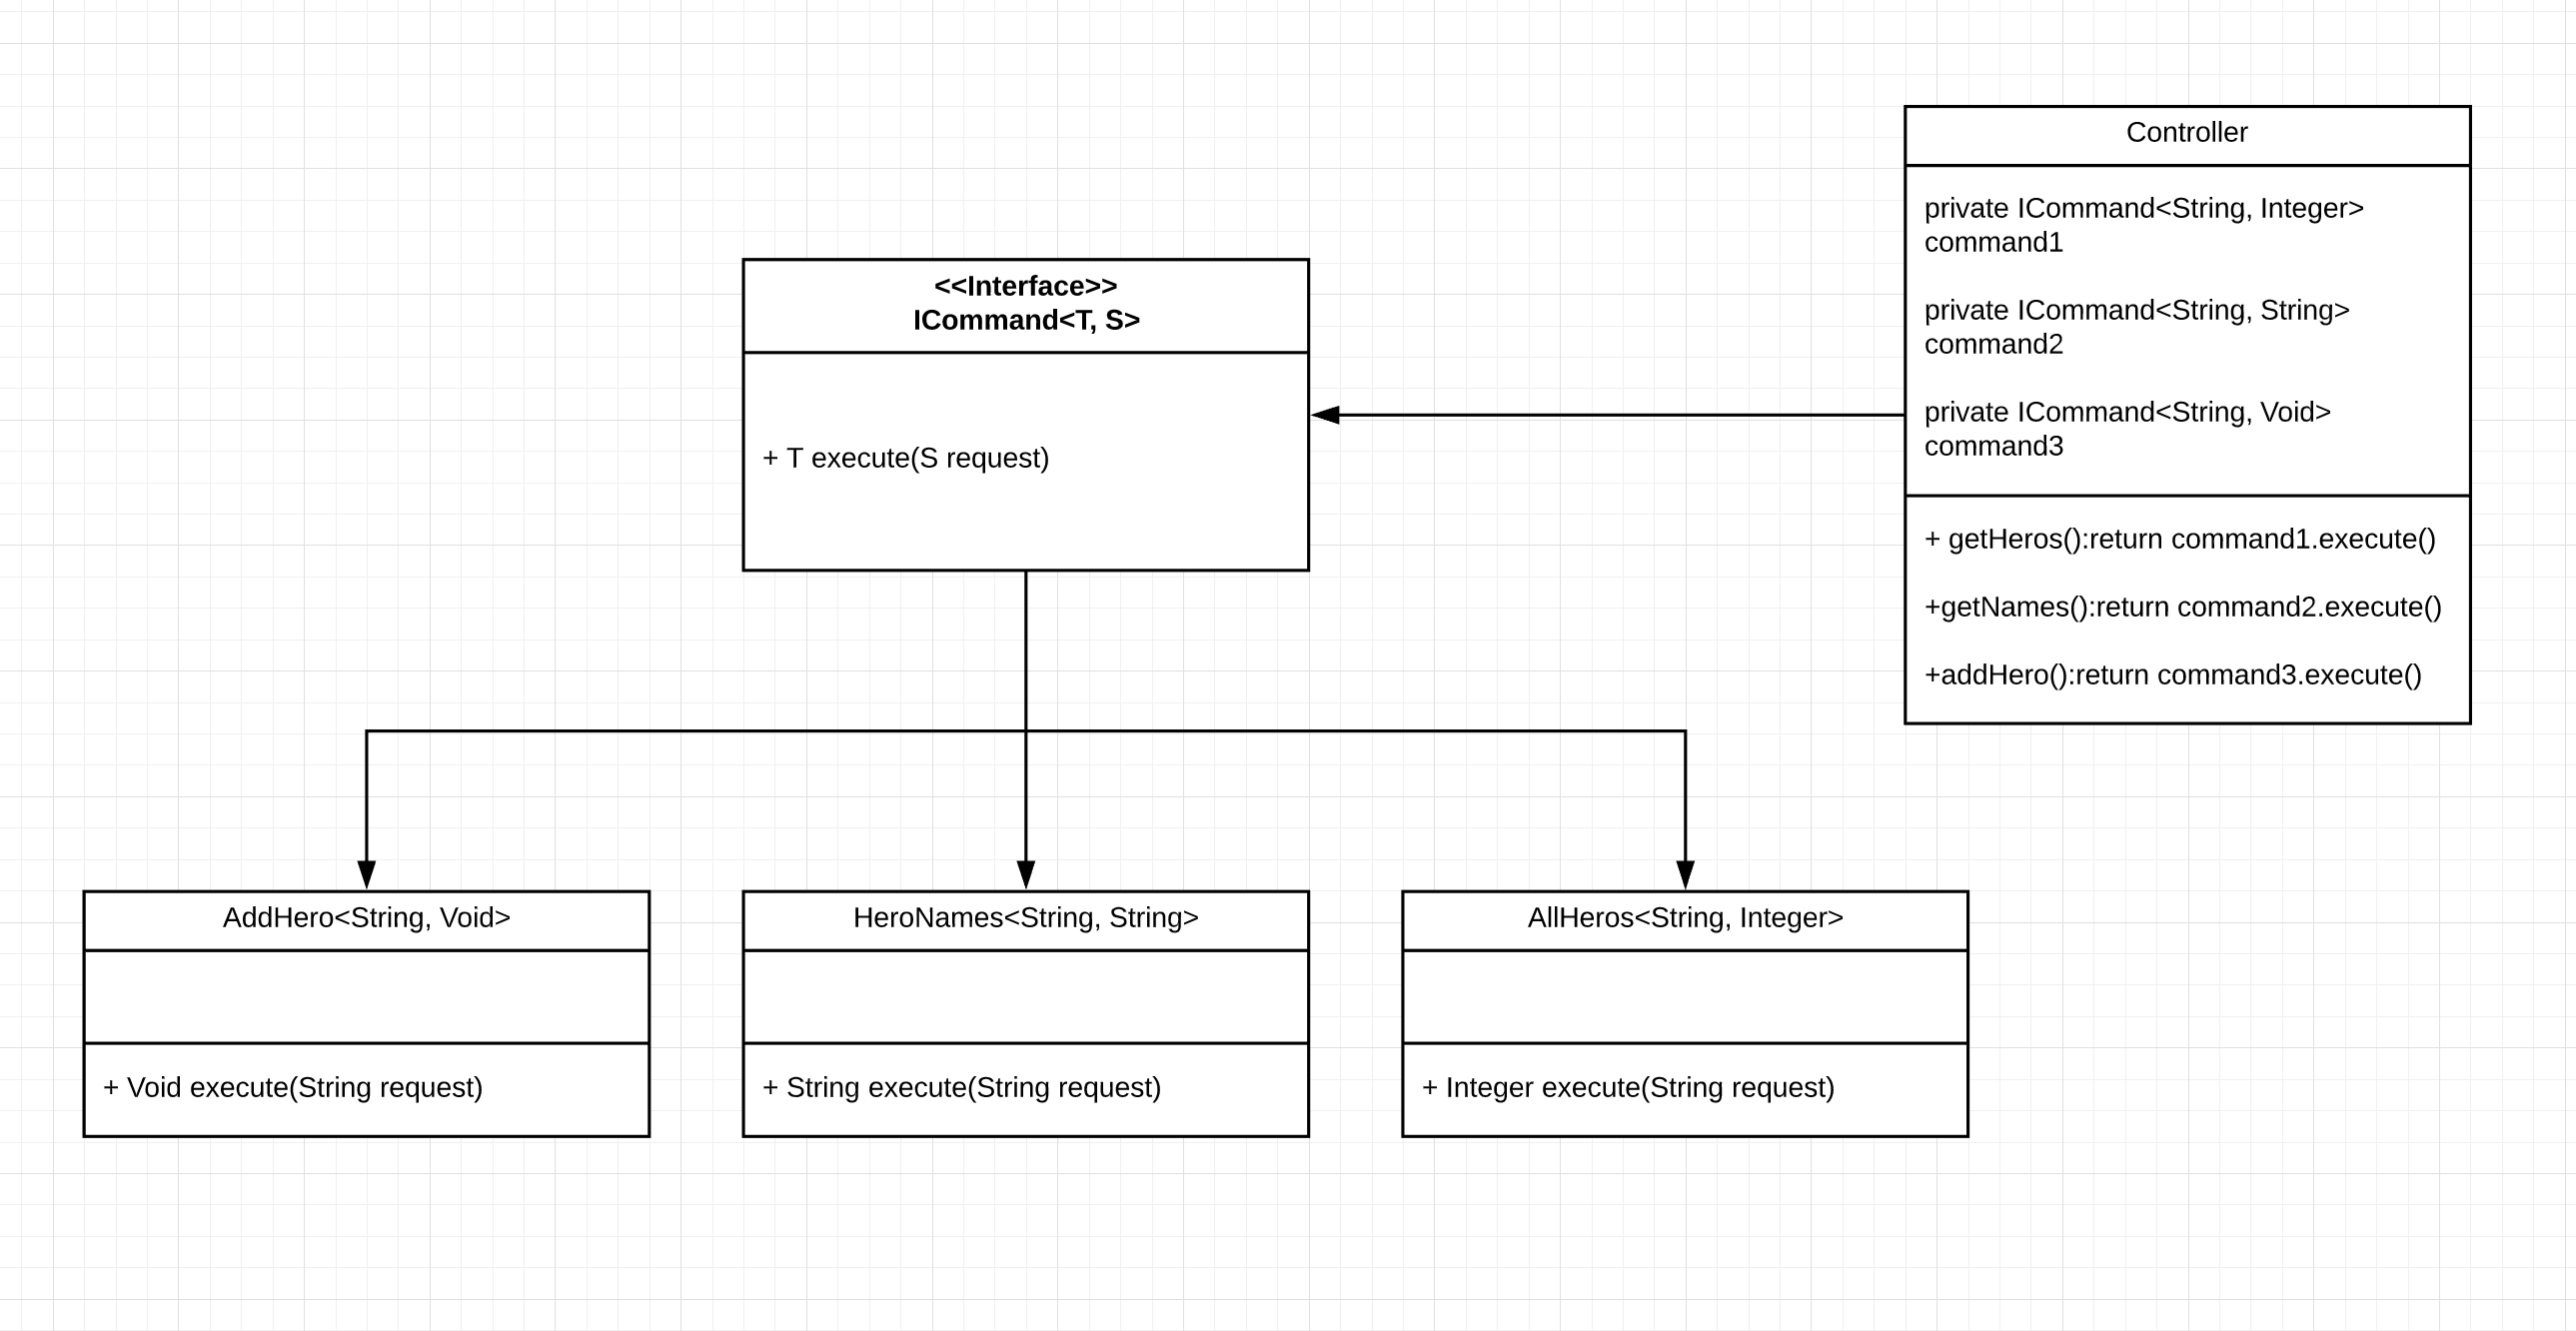 Controller
private ICommand<String, Integer>
command1
private ICommand<String, String>
command2
private ICommand<String, Void>
command3
+ getHeros():return command1.execute()
+getNames():return command2.execute()
+addHero():return command3.execute()
<<Interface>>
ICommand<T, S>
+ T execute(S request)
AddHero<String, Void>
+ Void execute(String request)
HeroNames<String, String>
+ String execute(String request)
AllHeros<String, Integer>
+ Integer execute(String request)